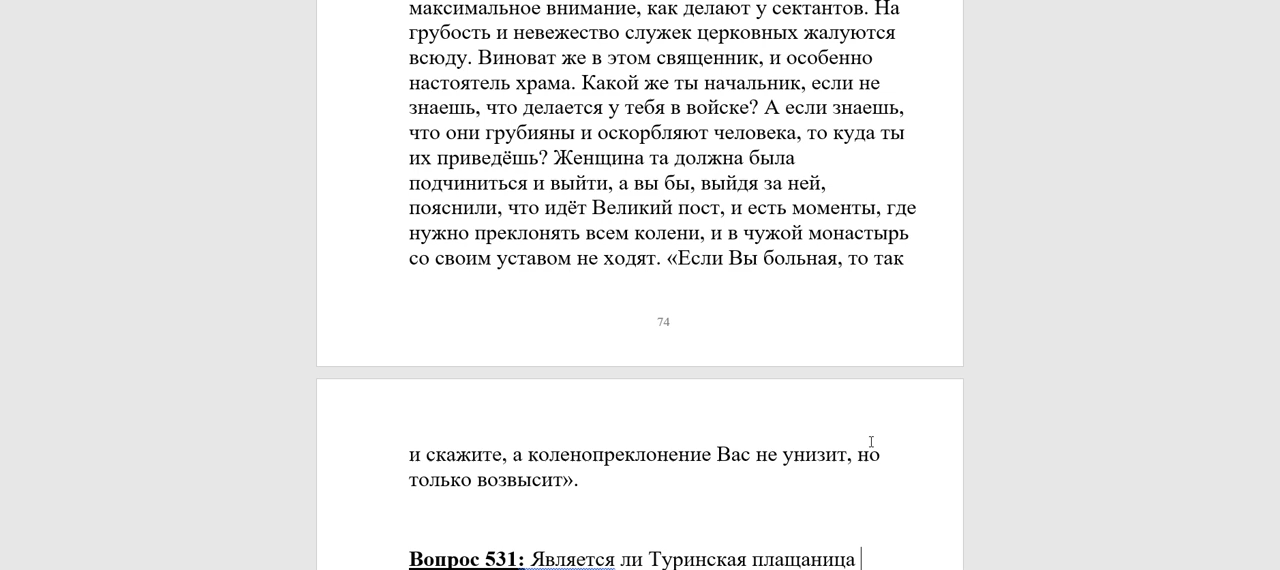 максимальное внимание, как делают у сектантов. На
грубость и невежество служек церковных жалуются
всюду. Виноват же в этом священник, и особенно
настоятель храма. Какой же ты начальник, если не
знаешь, что делается у тебя в войске? А если знаешь,
что они грубияны и оскорбляют человека, то куда ты
их приведёшь? Женщина та должна была
подчиниться и выйти, а вы бы, выйдя за ней,
пояснили, что идёт Великий пост, и есть моменты, где
нужно преклонять всем колени, и в чужой монастырь
со своим уставом не ходят. «Если Вы больная, то так
74
и скажите, а коленопреклонение Вас не унизит, но
только возвысит».
Вопрос 531: Является ли Туринская плащаница